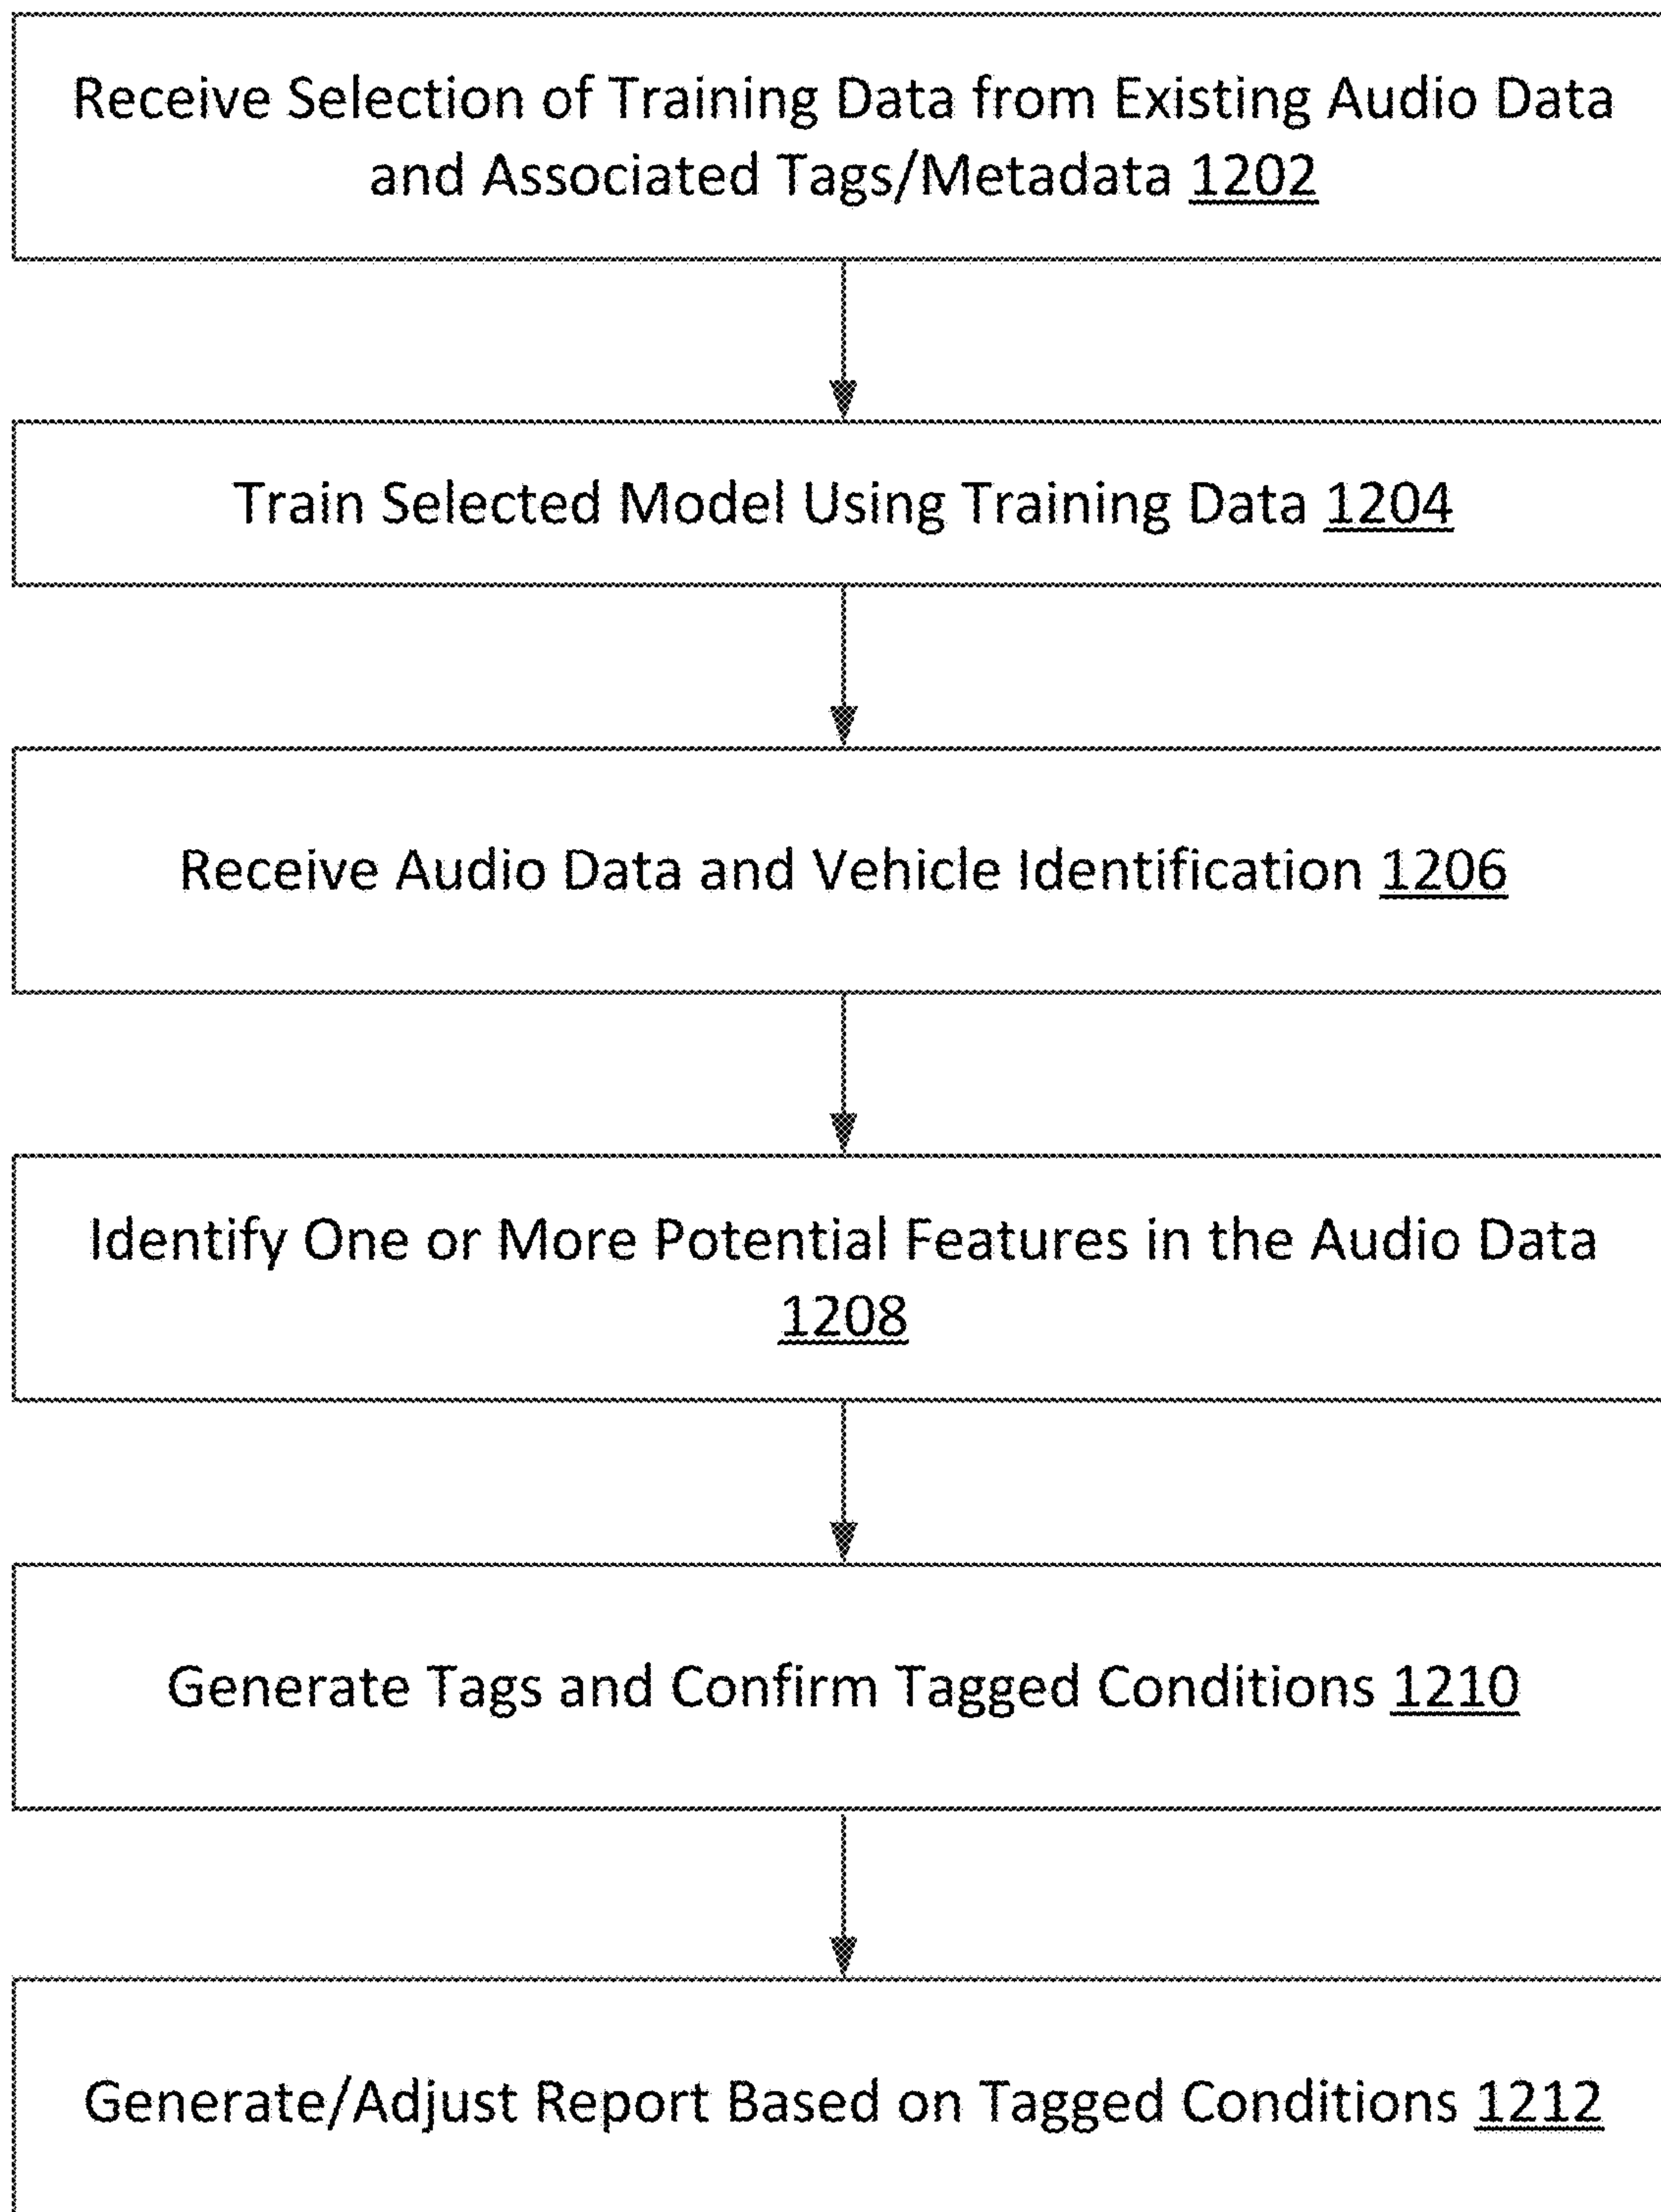 Receive Selection of Training Data from Existing Audio Data
and Associated Tags/Metadata 1202
Train Selected Model Using Training Data 1204
Receive Audio Data and Vehicle Identification 1206
Identify One or More Potential Features in the Audio Data
1208
Generate Tags and Confirm Tagged Conditions 1210
Generate/Adjust Report Based on Tagged Conditions 1212